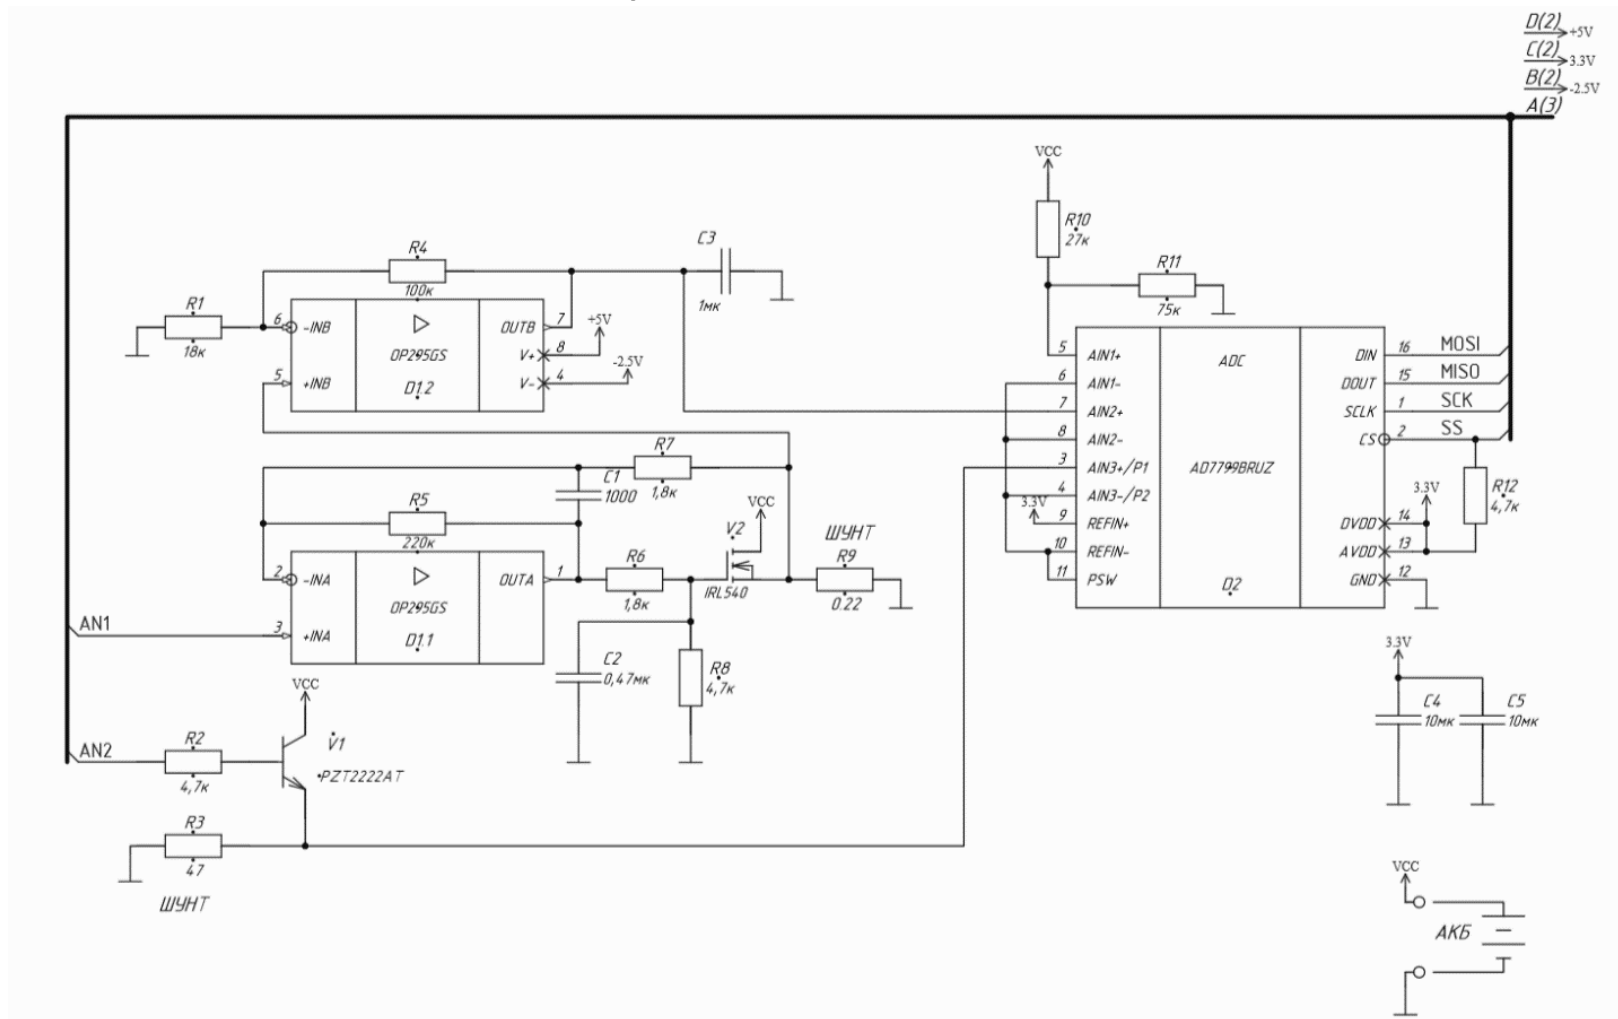 D(2)
+5V
C(2)
3.3V
B(2)
-2.5V
A(3)
VCC
R10
27к
R11
75к
C3
1мк
R4
100к
R1
18к
6 -INB
OP295GS
OUTB 7
+5V
V+ 8
-2.5V
V- 4
5 +INB
D1.2
R7
1,8к
C1
1000
R5
220к
VCC
V2
IRL540
ШУНТ
R9
0.22
2 -INA
OP295GS
OUTA 1
R6
1,8к
AN1
3 +INA
D1.1
C2
0,47мк
R8
4,7к
VCC
AN2
R2
4,7к
V1
PZT2222AT
R3
47
ШУНТ
5 AIN1+
ADC
DIN 16 MOSI
6 AIN1-
DOUT 15 MISO
7 AIN2+
SCLK 1 SCK
8 AIN2-
CS 2 SS
3 AIN3+/P1
AD7799BRUZ
4 AIN3-/P2
3.3V
9 REFIN+
3.3V
DVDD 14
R12
4,7к
10 REFIN-
AVDD 13
11 PSW
D2
GND 12
3.3V
C4
10мк
C5
10мк
VCC
АКБ